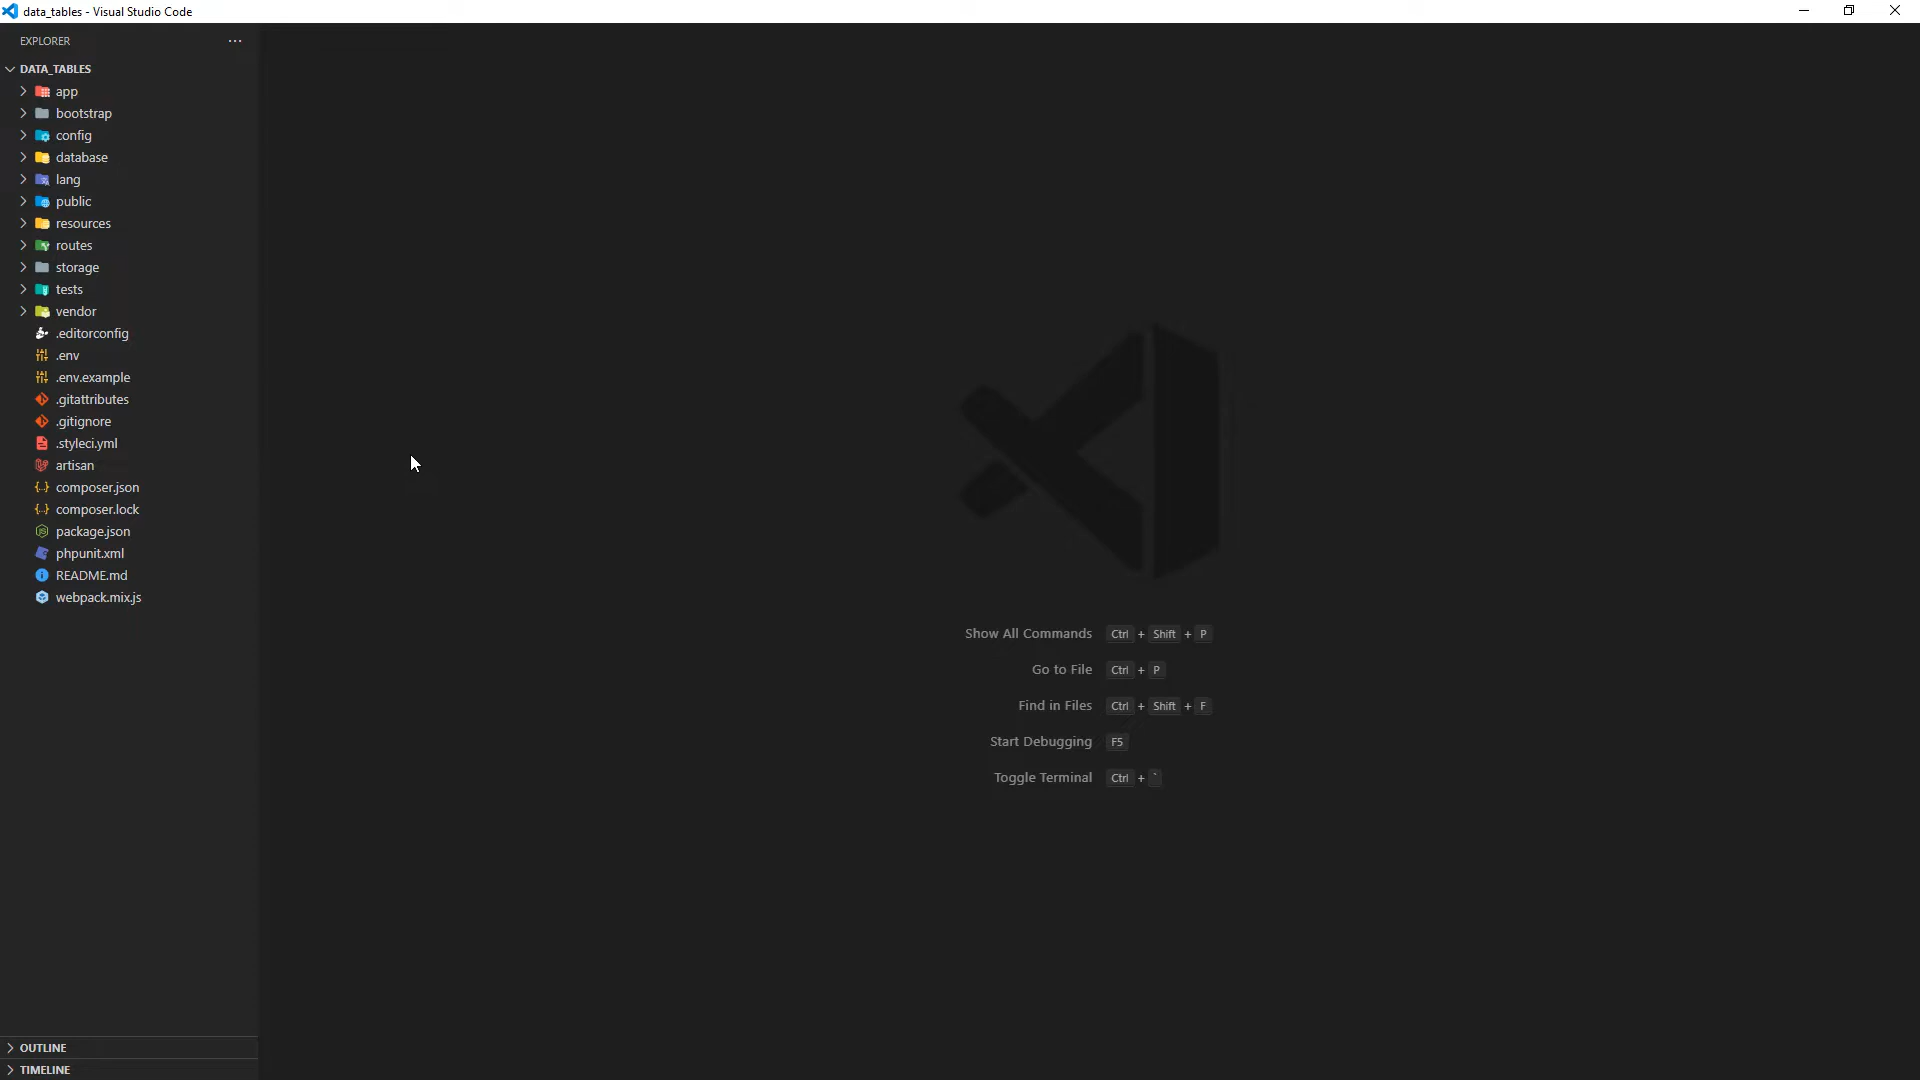 data_tables - Visual Studio Code
EXPLORER
DATA_TABLES
app
bootstrap
config
database
lang
public
resources
routes
storage
tests
vendor
.editorconfig
.env
.env.example
.gitattributes
.gitignore
.styleci.yml
artisan
composer.json
composer.lock
package.json
phpunit.xml
README.md
webpack.mix.js
Show All Commands Ctrl + Shift + P
Go to File Ctrl + P
Find in Files Ctrl + Shift + F
Start Debugging F5
Toggle Terminal Ctrl + `
OUTLINE
TIMELINE